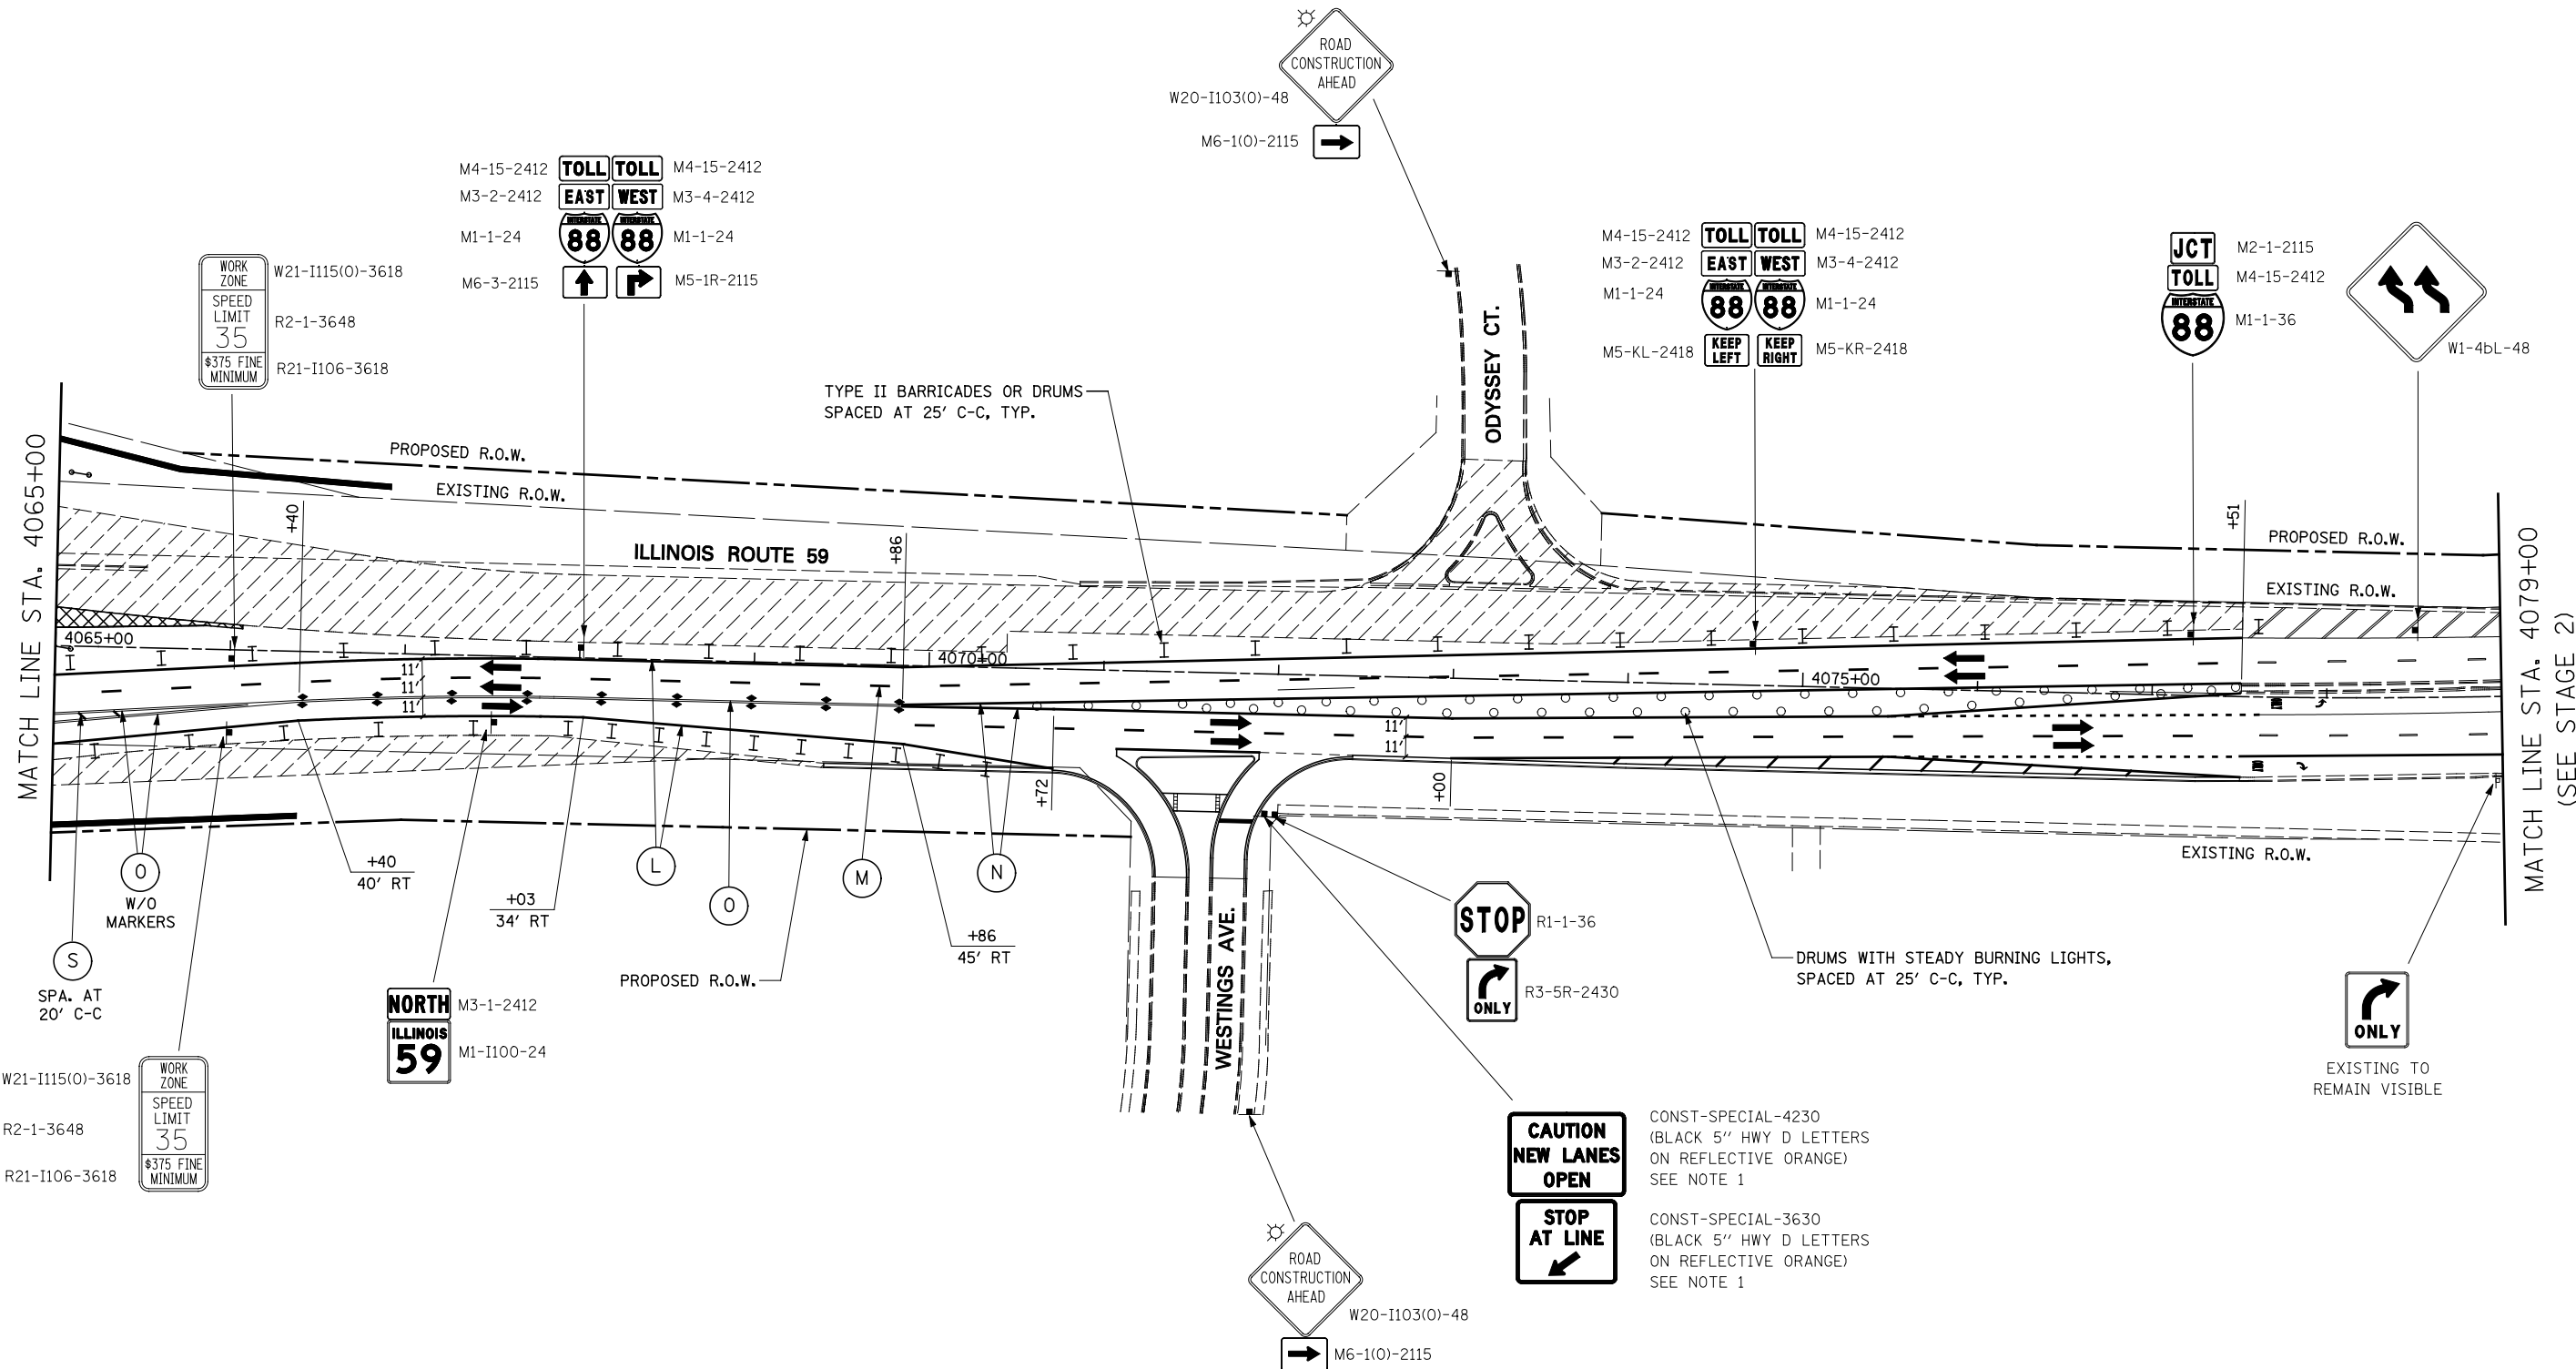 ROAD
CONSTRUCTION
AHEAD
W20-I103(O)-48
M6-1(O)-2115
M4-15-2412 TOLL TOLL M4-15-2412
M3-2-2412 EAST WEST M3-4-2412
M1-1-24 INTERSTATE 88 INTERSTATE 88 M1-1-24
M6-3-2115 M5-1R-2115
WORK
ZONE
W21-I115(O)-3618
SPEED
LIMIT
35
R2-1-3648
$375 FINE
MINIMUM
R21-I106-3618
M4-15-2412 TOLL TOLL M4-15-2412
M3-2-2412 EAST WEST M3-4-2412
M1-1-24 INTERSTATE 88 INTERSTATE 88 M1-1-24
M5-KL-2418 KEEP LEFT KEEP RIGHT M5-KR-2418
JCT M2-1-2115
TOLL M4-15-2412
INTERSTATE
88 M1-1-36
W1-4bL-48
TYPE II BARRICADES OR DRUMS
SPACED AT 25' C-C, TYP.
ODYSSEY CT.
MATCH LINE STA. 4065+00
PROPOSED R.O.W.
EXISTING R.O.W.
+40
ILLINOIS ROUTE 59
+86
+51
PROPOSED R.O.W.
EXISTING R.O.W.
MATCH LINE STA. 4079+00
(SEE STAGE 2)
4065+00
4070+00
4075+00
11'
11'
11'
11'
11'
+72
+00
EXISTING R.O.W.
O
W/O
MARKERS
S
SPA. AT
20' C-C
+40
40' RT
+03
34' RT
L
O
M
N
+86
45' RT
PROPOSED R.O.W.
WESTINGS AVE.
NORTH M3-1-2412
ILLINOIS
59 M1-I100-24
STOP R1-1-36
ONLY R3-5R-2430
DRUMS WITH STEADY BURNING LIGHTS,
SPACED AT 25' C-C, TYP.
ONLY
EXISTING TO
REMAIN VISIBLE
W21-I115(O)-3618
WORK
ZONE
R2-1-3648
SPEED
LIMIT
35
R21-I106-3618
$375 FINE
MINIMUM
CAUTION
NEW LANES
OPEN
CONST-SPECIAL-4230
(BLACK 5" HWY D LETTERS
ON REFLECTIVE ORANGE)
SEE NOTE 1
STOP
AT LINE
CONST-SPECIAL-3630
(BLACK 5" HWY D LETTERS
ON REFLECTIVE ORANGE)
SEE NOTE 1
ROAD
CONSTRUCTION
AHEAD
W20-I103(O)-48
M6-1(O)-2115